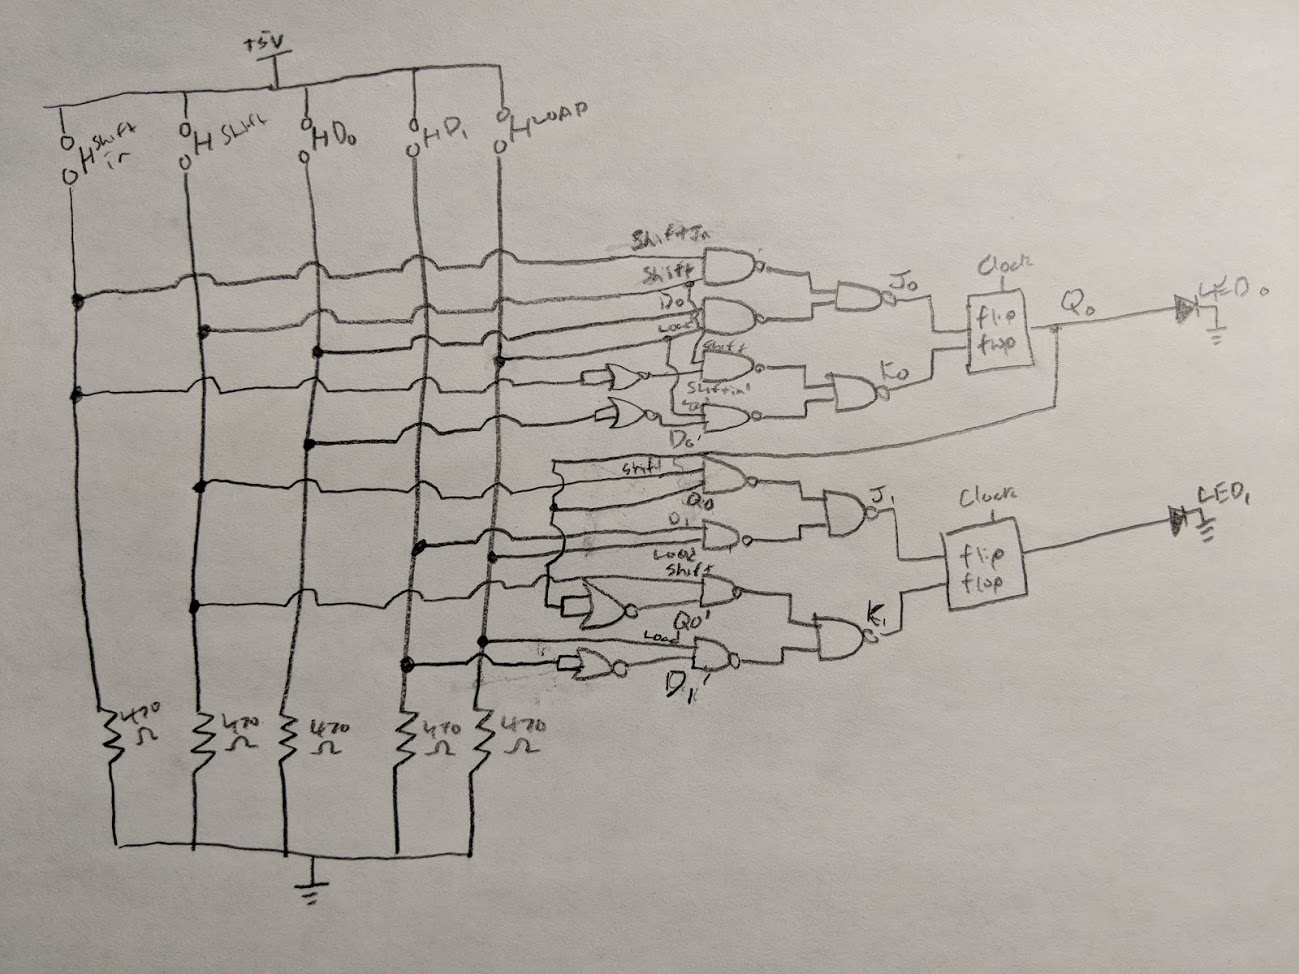 +5V
Shift in
Shift
D₀
D₁
LOAD
Shift In
Shift
D₀
Load
Shift
Shift in'
D₀'
Clock
flip
flop
J₀
K₀
Q₀
LED₀
Shift
Q₀
D₁
Load
Shift
Q₀'
Load
D₁'
J₁
K₁
Clock
flip
flop
LED₁
470
Ω
470
Ω
470
Ω
470
Ω
470
Ω